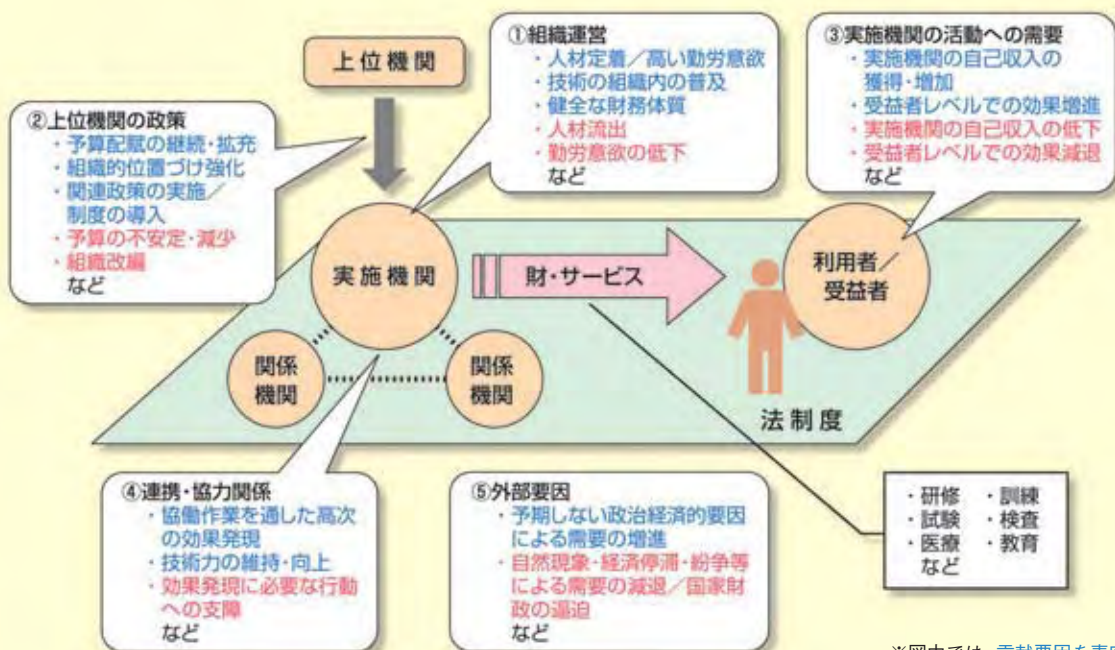 上位機関
①組織運営
・人材定着／高い勤労意欲
・技術の組織内の普及
・健全な財務体質
・人材流出
・勤労意欲の低下
など
③実施機関の活動への需要
・実施機関の自己収入の
獲得・増加
・受益者レベルでの効果増進
・実施機関の自己収入の低下
・受益者レベルでの効果減退
など
②上位機関の政策
・予算配賦の継続・拡充
・組織的位置づけ強化
・関連政策の実施／
制度の導入
・予算の不安定・減少
・組織改編
など
実施機関
財・サービス
利用者／
受益者
関係
機関
関係
機関
法制度
④連携・協力関係
・協働作業を通した高次
の効果発現
・技術力の維持・向上
・効果発現に必要な行動
への支障
など
⑤外部要因
・予期しない政治経済的要因
による需要の増進
・自然現象・経済停滞・紛争等
による需要の減退／国家財
政の逼迫
など
・研修 ・訓練
・試験 ・検査
・医療 ・教育
など